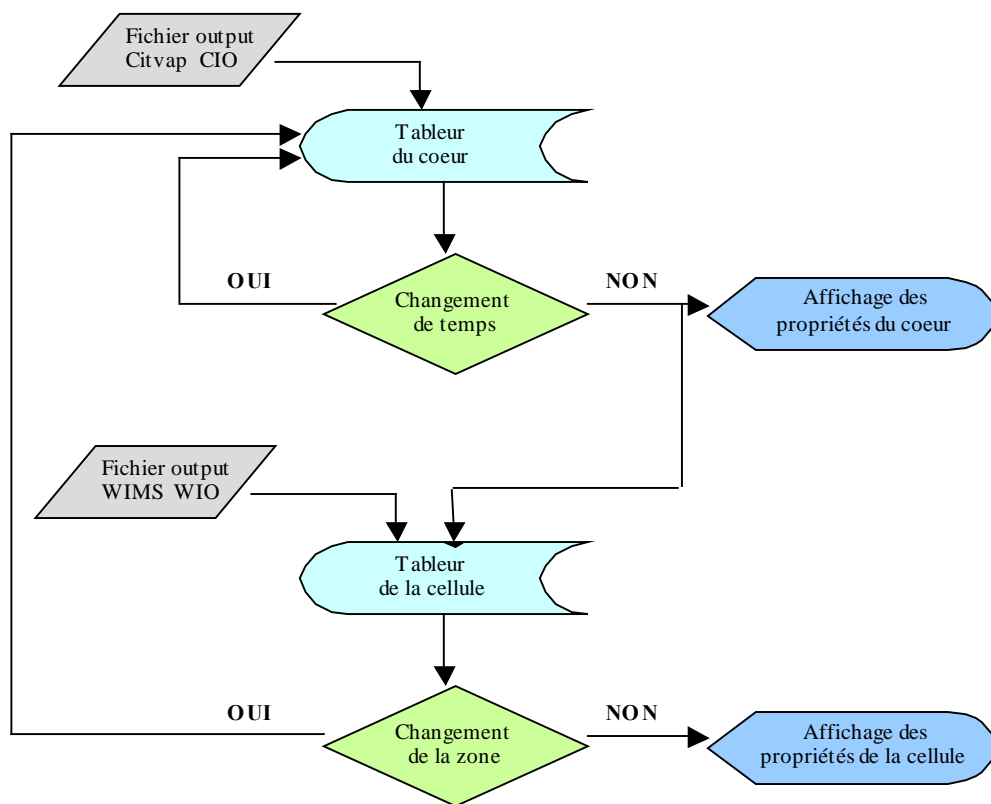 Fichier output
Citvap CIO
Tableur
du coeur
OUI
NON
Changement
de temps
Affichage des
propriétés du coeur
Fichier output
WIMS WIO
Tableur
de la cellule
OUI
NON
Changement
de la zone
Affichage des
propriétés de la cellule